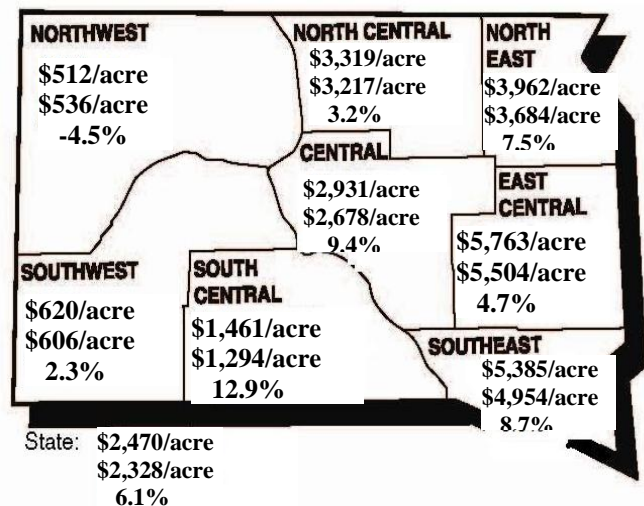 NORTHWEST
$512/acre
$536/acre
-4.5%
NORTH CENTRAL
$3,319/acre
$3,217/acre
3.2%
NORTH
EAST
$3,962/acre
$3,684/acre
7.5%
CENTRAL
$2,931/acre
$2,678/acre
9.4%
EAST
CENTRAL
$5,763/acre
$5,504/acre
4.7%
SOUTHWEST
$620/acre
$606/acre
2.3%
SOUTH
CENTRAL
$1,461/acre
$1,294/acre
12.9%
SOUTHEAST
$5,385/acre
$4,954/acre
8.7%
State: $2,470/acre
$2,328/acre
6.1%